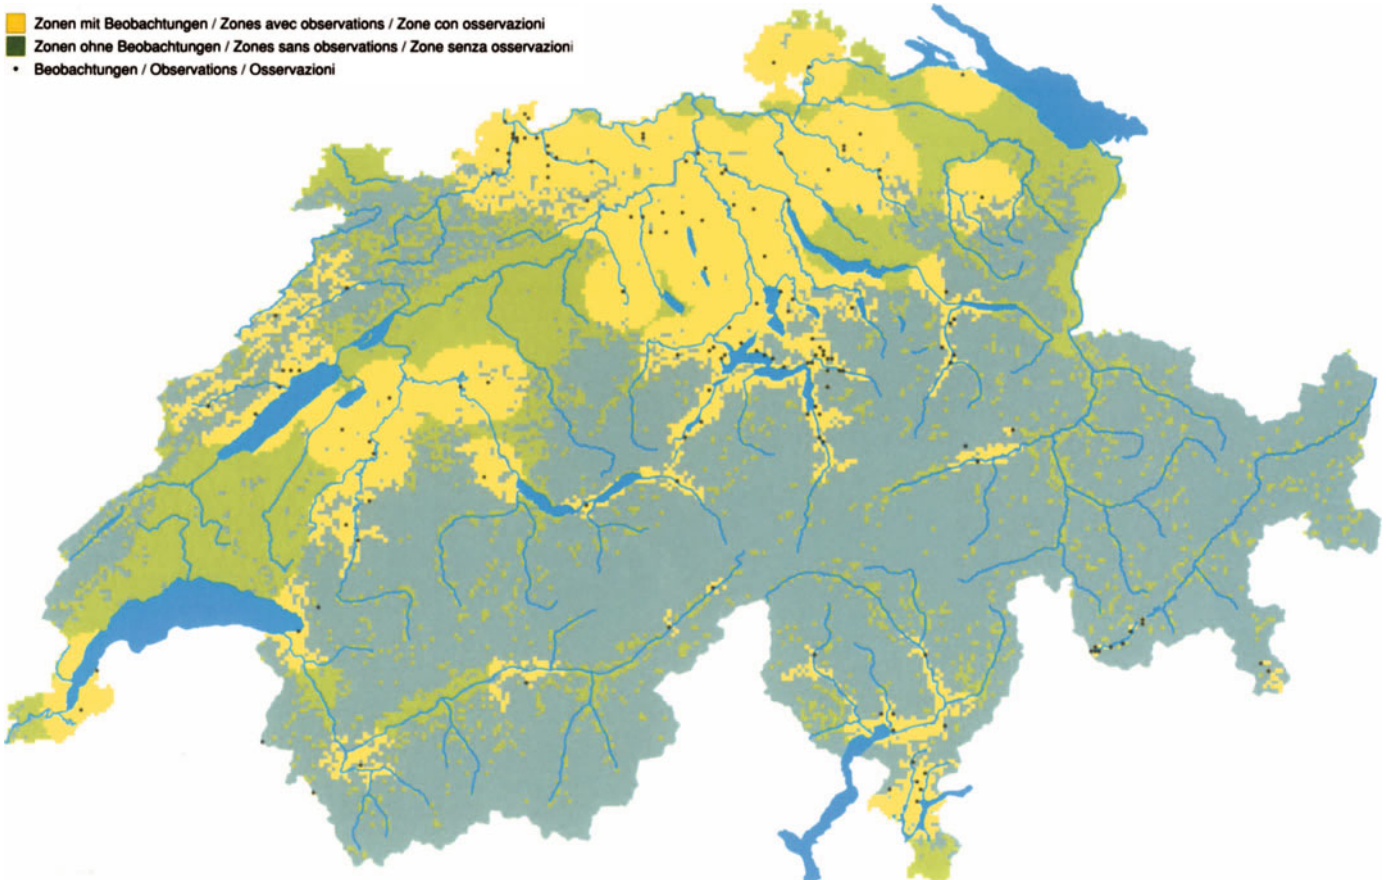 Zonen mit Beobachtungen / Zones avec observations / Zone con osservazioni
Zonen ohne Beobachtungen / Zones sans observations / Zone senza osservazioni
Beobachtungen / Observations / Osservazioni